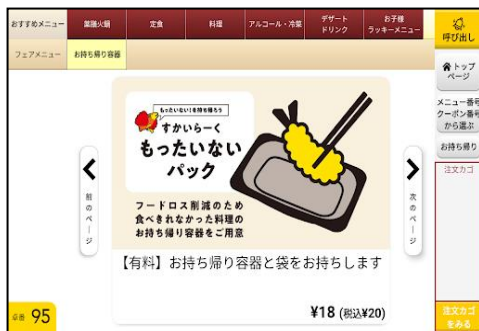 おすすめメニュー
薬膳火鍋
定食
料理
アルコール・冷菜
デザート
ドリンク
お子様
ラッキーメニュー
呼び出し
フェアメニュー
お持ち帰り容器
トップ
ページ
メニュー番号
クーポン番号
から選ぶ
お持ち帰り
注文カゴ
もったいない!を持ち帰ろう
すかいらーく
もったいない
パック
フードロス削減のため
食べきれなかった料理の
お持ち帰り容器をご用意
前のページ
次のページ
【有料】お持ち帰り容器と袋をお持ちします
¥18 (税込¥20)
卓番 95
注文カゴ
をみる